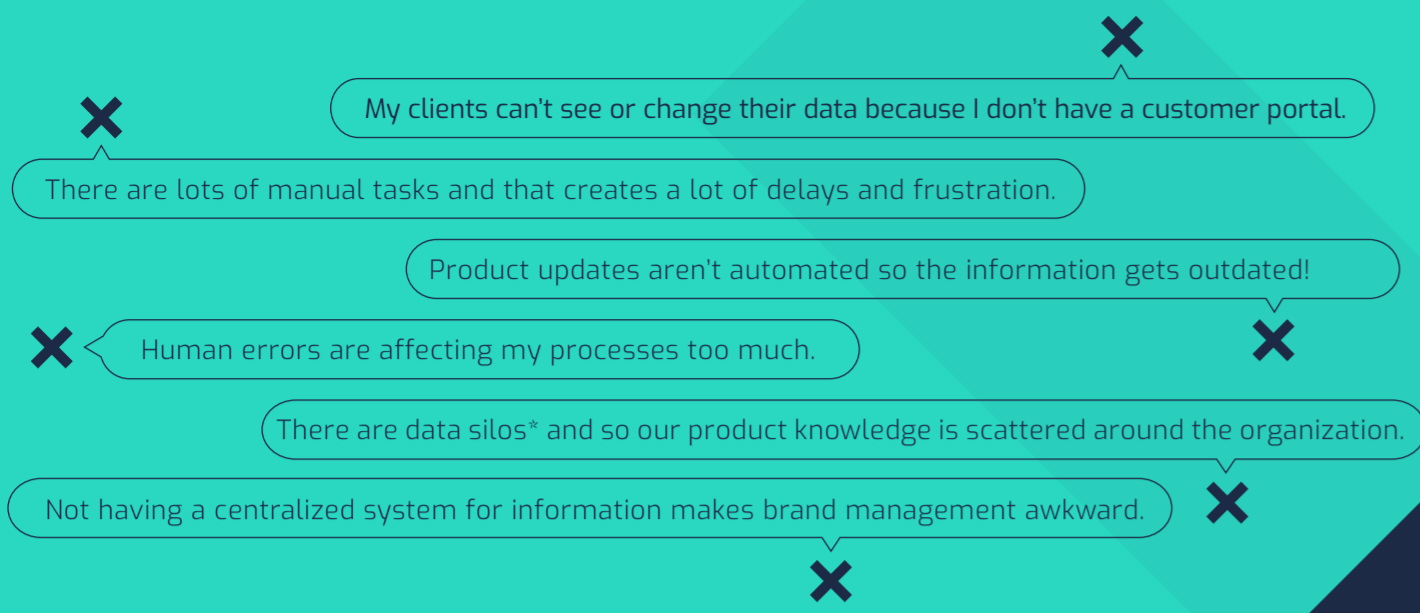 My clients can't see or change their data because I don't have a customer portal.
There are lots of manual tasks and that creates a lot of delays and frustration.
Product updates aren't automated so the information gets outdated!
Human errors are affecting my processes too much.
There are data silos* and so our product knowledge is scattered around the organization.
Not having a centralized system for information makes brand management awkward.